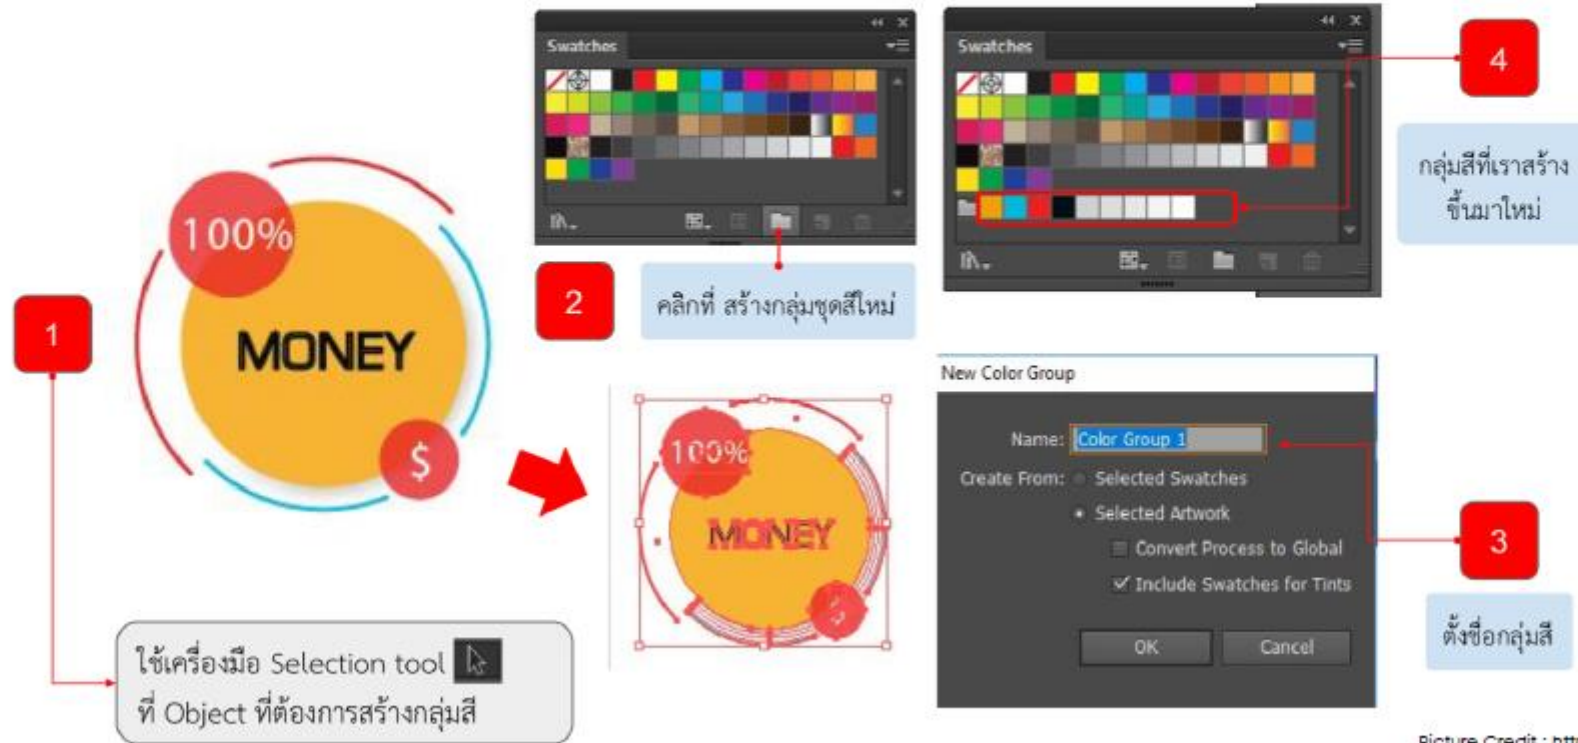 1
100%
MONEY
$
ใช้เครื่องมือ Selection tool
ที่ Object ที่ต้องการสร้างกลุ่มสี
Swatches
2
คลิกที่ สร้างกลุ่มชุดสีใหม่
100%
MONEY
$
New Color Group
Name: Color Group 1
Create From: Selected Swatches
Selected Artwork
Convert Process to Global
Include Swatches for Tints
OK Cancel
3
ตั้งชื่อกลุ่มสี
Swatches
4
กลุ่มสีที่เราสร้าง
ขึ้นมาใหม่
Picture Credit : htt